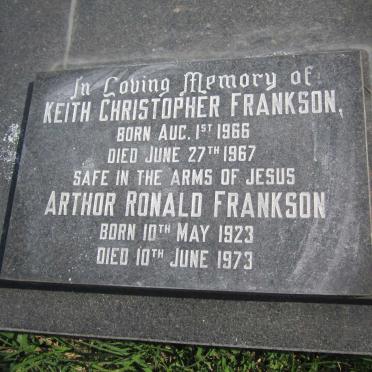 In Loving Memory of
KEITH CHRISTOPHER FRANKSON,
BORN AUG. 1ST 1966
DIED JUNE 27TH 1967
SAFE IN THE ARMS OF JESUS
ARTHOR RONALD FRANKSON
BORN 10TH MAY 1923
DIED 10TH JUNE 1973